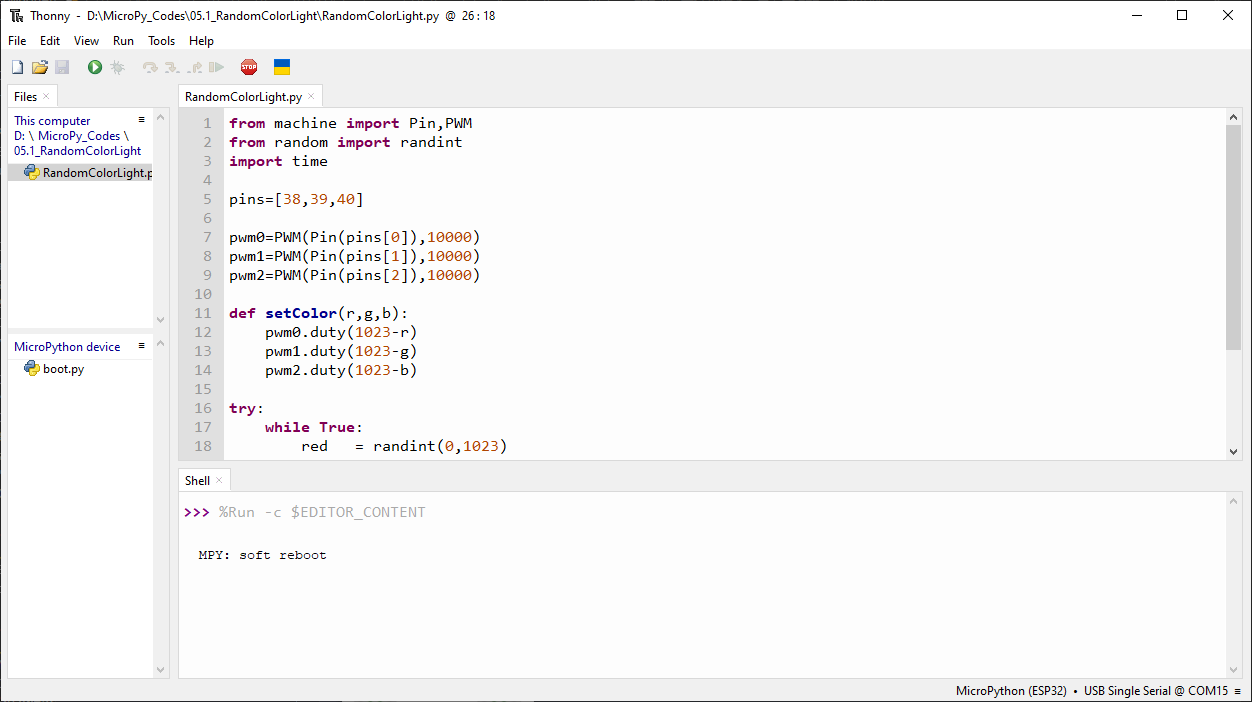 Thonny - D:\MicroPy_Codes\05.1_RandomColorLight\RandomColorLight.py @ 26:18
File Edit View Run Tools Help
STOP
Files
This computer
D: \ MicroPy_Codes \
05.1_RandomColorLight
RandomColorLight.p
MicroPython device
boot.py
RandomColorLight.py
1 from machine import Pin,PWM
2 from random import randint
3 import time
4
5 pins=[38,39,40]
6
7 pwm0=PWM(Pin(pins[0]),10000)
8 pwm1=PWM(Pin(pins[1]),10000)
9 pwm2=PWM(Pin(pins[2]),10000)
10
11 def setColor(r,g,b):
12     pwm0.duty(1023-r)
13     pwm1.duty(1023-g)
14     pwm2.duty(1023-b)
15
16 try:
17     while True:
18         red   = randint(0,1023)
Shell
>>> %Run -c $EDITOR_CONTENT
MPY: soft reboot
MicroPython (ESP32) • USB Single Serial @ COM15 ≡